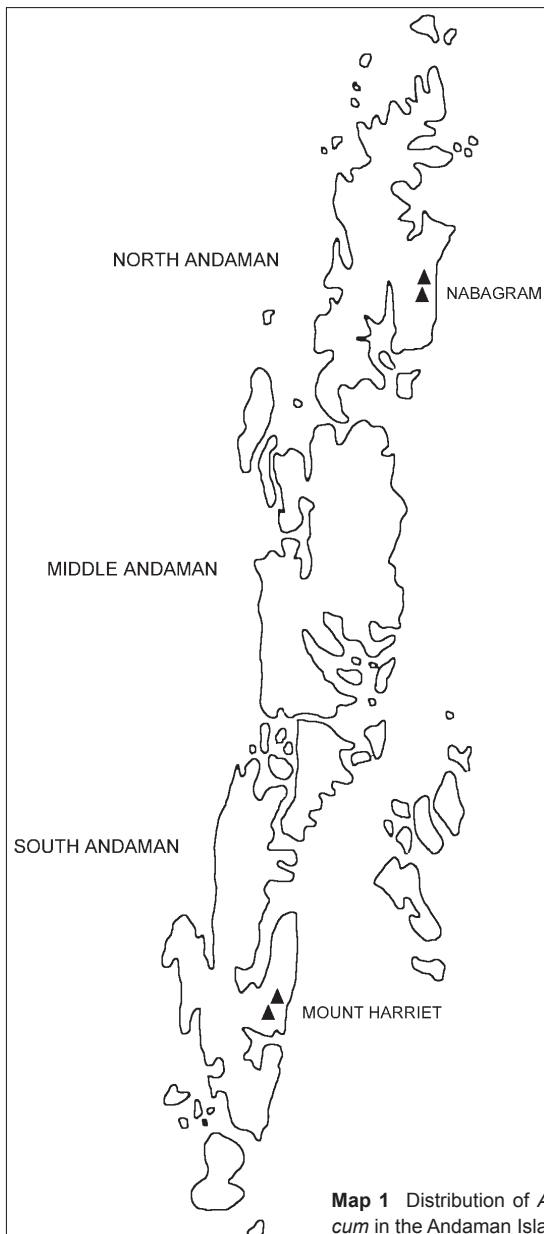 NORTH ANDAMAN
NABAGRAM
MIDDLE ANDAMAN
SOUTH ANDAMAN
MOUNT HARRIET
Map 1 Distribution of A
cum in the Andaman Isla